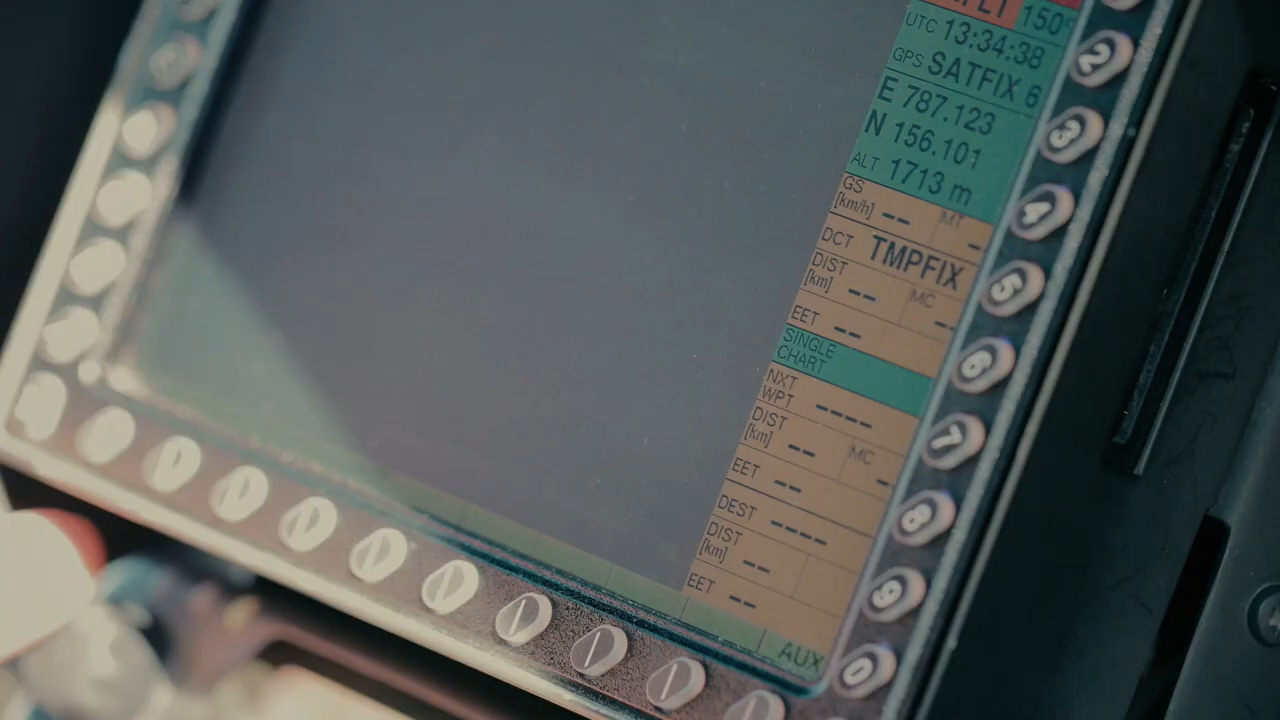 150°
UTC 13:34:38
GPS SATFIX 6
E 787.123
N 156.101
ALT 1713 m
GS [km/h] -- MT -
DCT TMPFIX
DIST [km] -- MC --
EET --
SINGLE CHART
NXT WPT ----
DIST [km] -- MC -
EET --
DEST ----
DIST [km] --
EET --
AUX
2
3
4
5
6
7
8
9
0